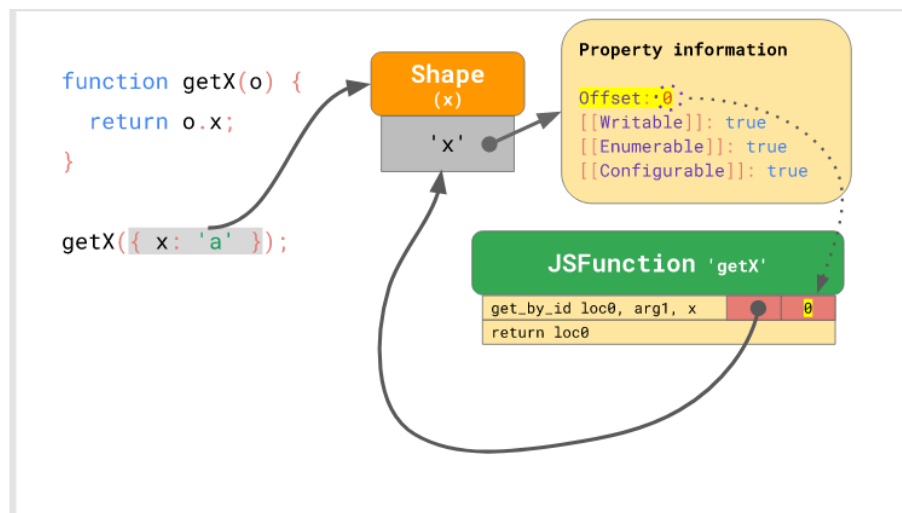 function getX(o) {
return o.x;
}
getX({ x: 'a' });
Shape
(x)
'x'
Property information
Offset: 0
[[Writable]]: true
[[Enumerable]]: true
[[Configurable]]: true
JSFunction 'getX'
get_by_id loc0, arg1, x 0
return loc0